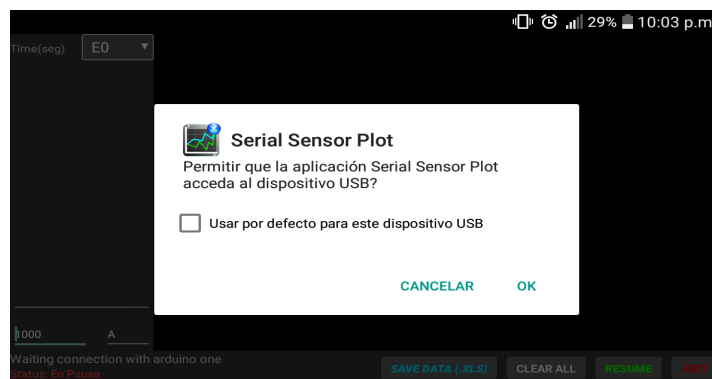 29% 10:03 p.m
Time(seg) E0
Serial Sensor Plot
Permitir que la aplicación Serial Sensor Plot
acceda al dispositivo USB?
Usar por defecto para este dispositivo USB
CANCELAR OK
1000 A
Waiting connection with arduino one
Status: En Pausa
SAVE DATA (.XLS) CLEAR ALL RESUME EXIT